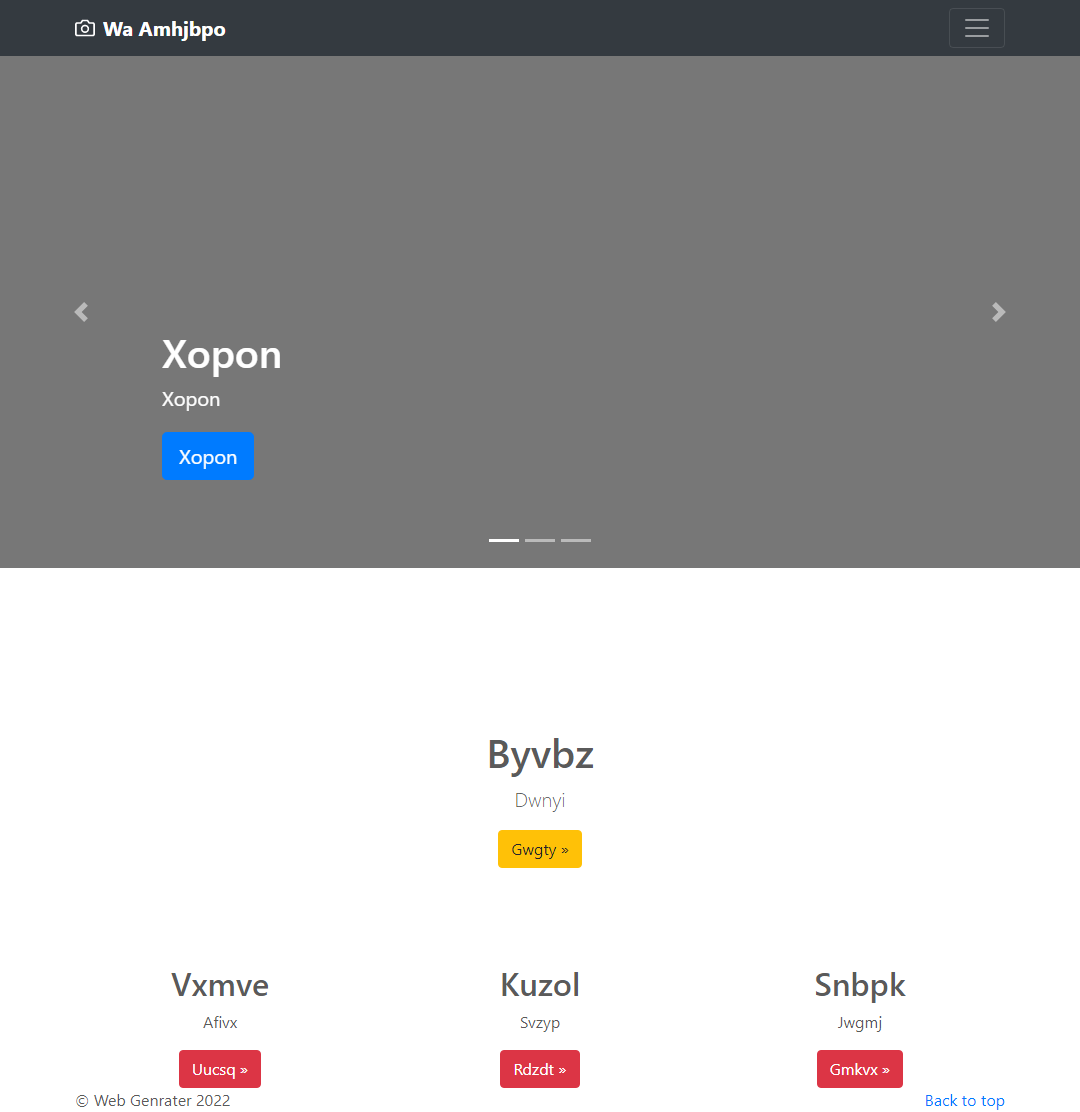 Wa Amhjbpo
Xopon
Xopon
Xopon
Byvbz
Dwnyi
Gwgty »
Vxmve
Afivx
Uucsq »
Kuzol
Svzyp
Rdzdt »
Snbpk
Jwgmj
Gmkvx »
© Web Genrater 2022
Back to top